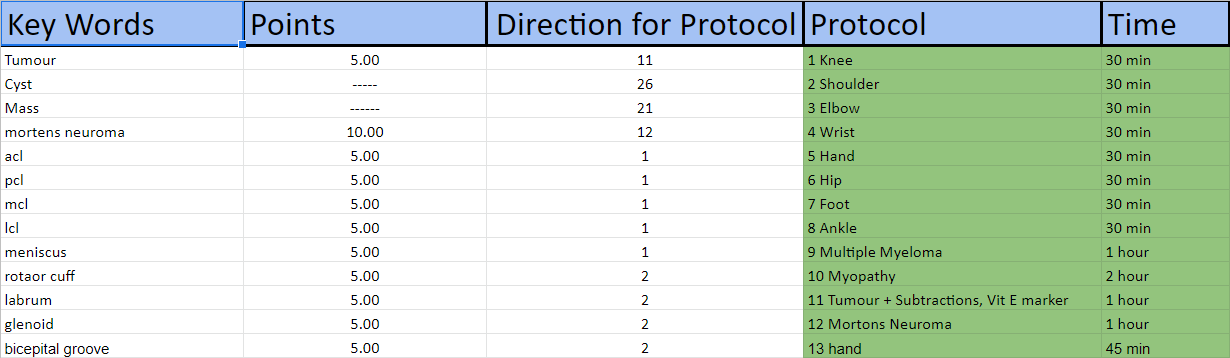 Key Words Points Direction for Protocol Protocol Time
Tumour 5.00 11 1 Knee 30 min
Cyst ----- 26 2 Shoulder 30 min
Mass ------ 21 3 Elbow 30 min
mortens neuroma 10.00 12 4 Wrist 30 min
acl 5.00 1 5 Hand 30 min
pcl 5.00 1 6 Hip 30 min
mcl 5.00 1 7 Foot 30 min
lcl 5.00 1 8 Ankle 30 min
meniscus 5.00 1 9 Multiple Myeloma 1 hour
rotaor cuff 5.00 2 10 Myopathy 2 hour
labrum 5.00 2 11 Tumour + Subtractions, Vit E marker 1 hour
glenoid 5.00 2 12 Mortons Neuroma 1 hour
bicepital groove 5.00 2 13 hand 45 min